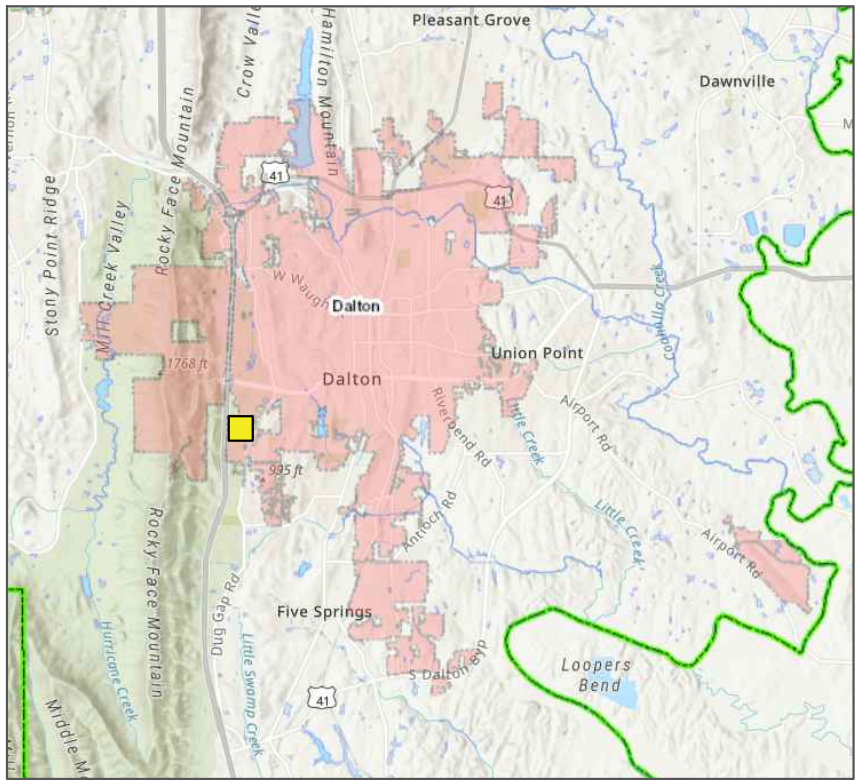 Pleasant Grove
Crow Valle
Hamilton Mountain
Dawnville
Rocky Face Mountain
41
41
Stony Point Ridge
Mill Creek Valley
W Waugh
Dalton
Coahulla Creek
1768 ft
Union Point
Dalton
Riverbend Rd
Little Creek
Airport Rd
995 ft
Antioch Rd
Little Creek
Airport Rd
Rocky Face Mountain
Dug Gap Rd
Five Springs
Hurricane Creek
Little Swamp Creek
S Dalton Byp
Loopers
Bend
41
Middle Mo